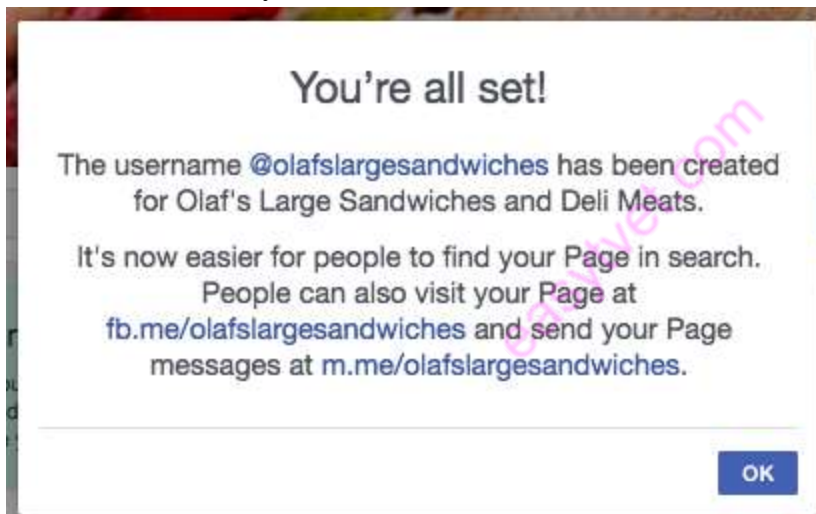 You're all set!
The username @olafslargesandwiches has been created
for Olaf's Large Sandwiches and Deli Meats.
It's now easier for people to find your Page in search.
People can also visit your Page at
fb.me/olafslargesandwiches and send your Page
messages at m.me/olafslargesandwiches.
OK
easytvet.com